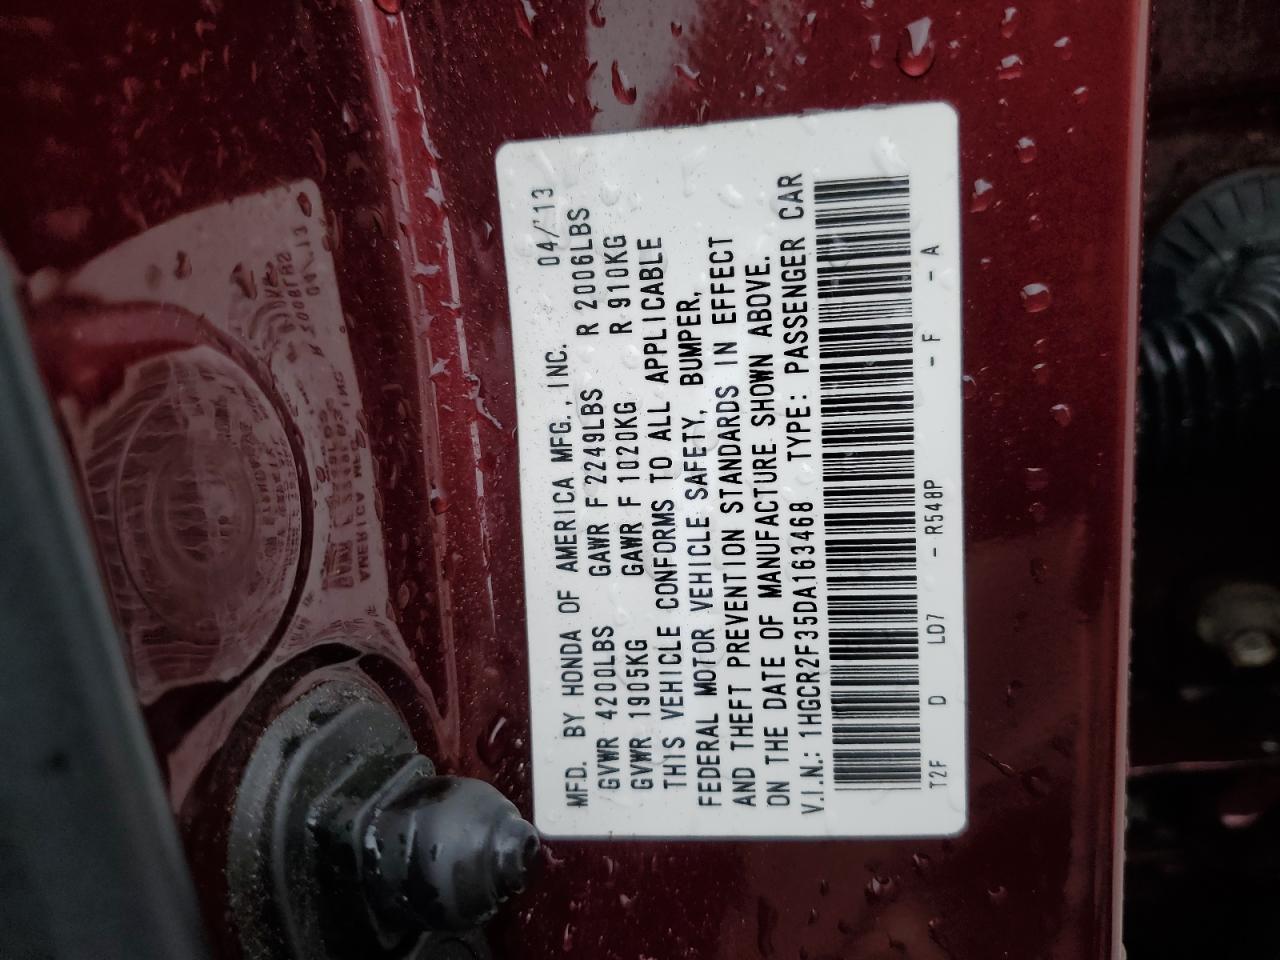 MFD. BY HONDA OF AMERICA MFG., INC. 04/'13
GVWR 4200LBS GAWR F 2249LBS R 2006LBS
GVWR 1905KG GAWR F 1020KG R 910KG
THIS VEHICLE CONFORMS TO ALL APPLICABLE
FEDERAL MOTOR VEHICLE SAFETY, BUMPER,
AND THEFT PREVENTION STANDARDS IN EFFECT
ON THE DATE OF MANUFACTURE SHOWN ABOVE.
V.I.N.: 1HGCR2F35DA163468 TYPE: PASSENGER CAR
T2F D LD7 - R548P - F - A